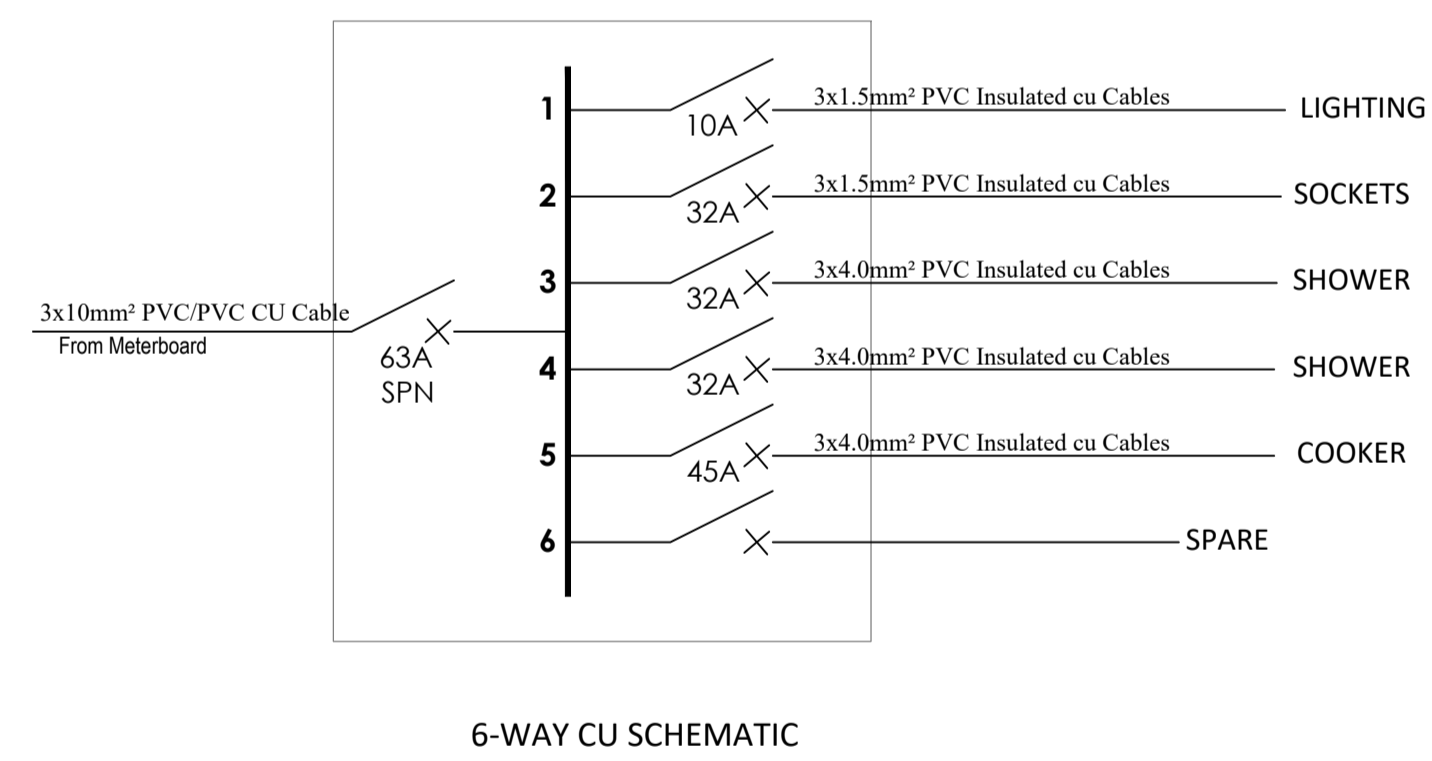 1
10A
3x1.5mm² PVC Insulated cu Cables
LIGHTING
2
32A
3x1.5mm² PVC Insulated cu Cables
SOCKETS
3
32A
3x4.0mm² PVC Insulated cu Cables
SHOWER
3x10mm² PVC/PVC CU Cable
From Meterboard
63A
SPN
4
32A
3x4.0mm² PVC Insulated cu Cables
SHOWER
5
45A
3x4.0mm² PVC Insulated cu Cables
COOKER
6
SPARE
6-WAY CU SCHEMATIC